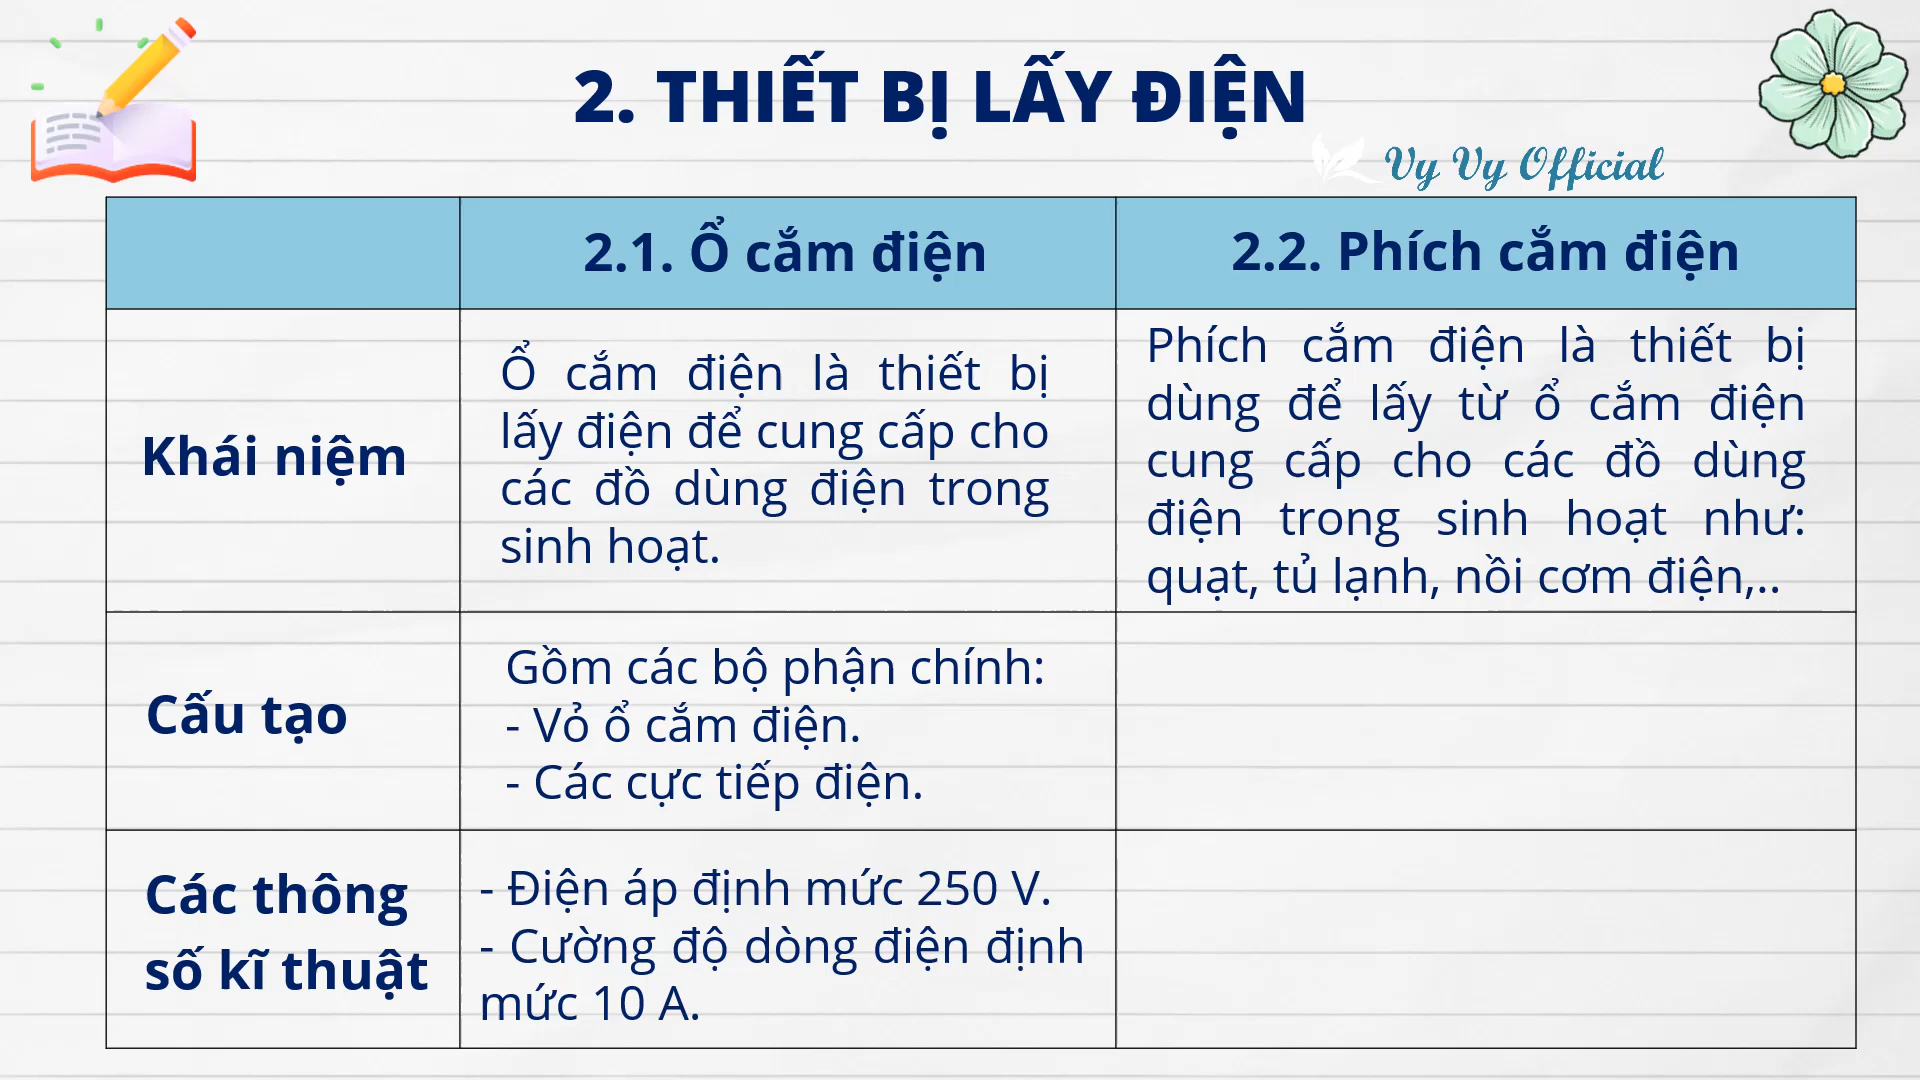 2. THIẾT BỊ LẤY ĐIỆN
Vy Vy Official
2.1. Ổ cắm điện
2.2. Phích cắm điện
Khái niệm
Ổ cắm điện là thiết bị
lấy điện để cung cấp cho
các đồ dùng điện trong
sinh hoạt.
Phích cắm điện là thiết bị
dùng để lấy từ ổ cắm điện
cung cấp cho các đồ dùng
điện trong sinh hoạt như:
quạt, tủ lạnh, nồi cơm điện,..
Cấu tạo
Gồm các bộ phận chính:
- Vỏ ổ cắm điện.
- Các cực tiếp điện.
Các thông
số kĩ thuật
- Điện áp định mức 250 V.
- Cường độ dòng điện định
mức 10 A.